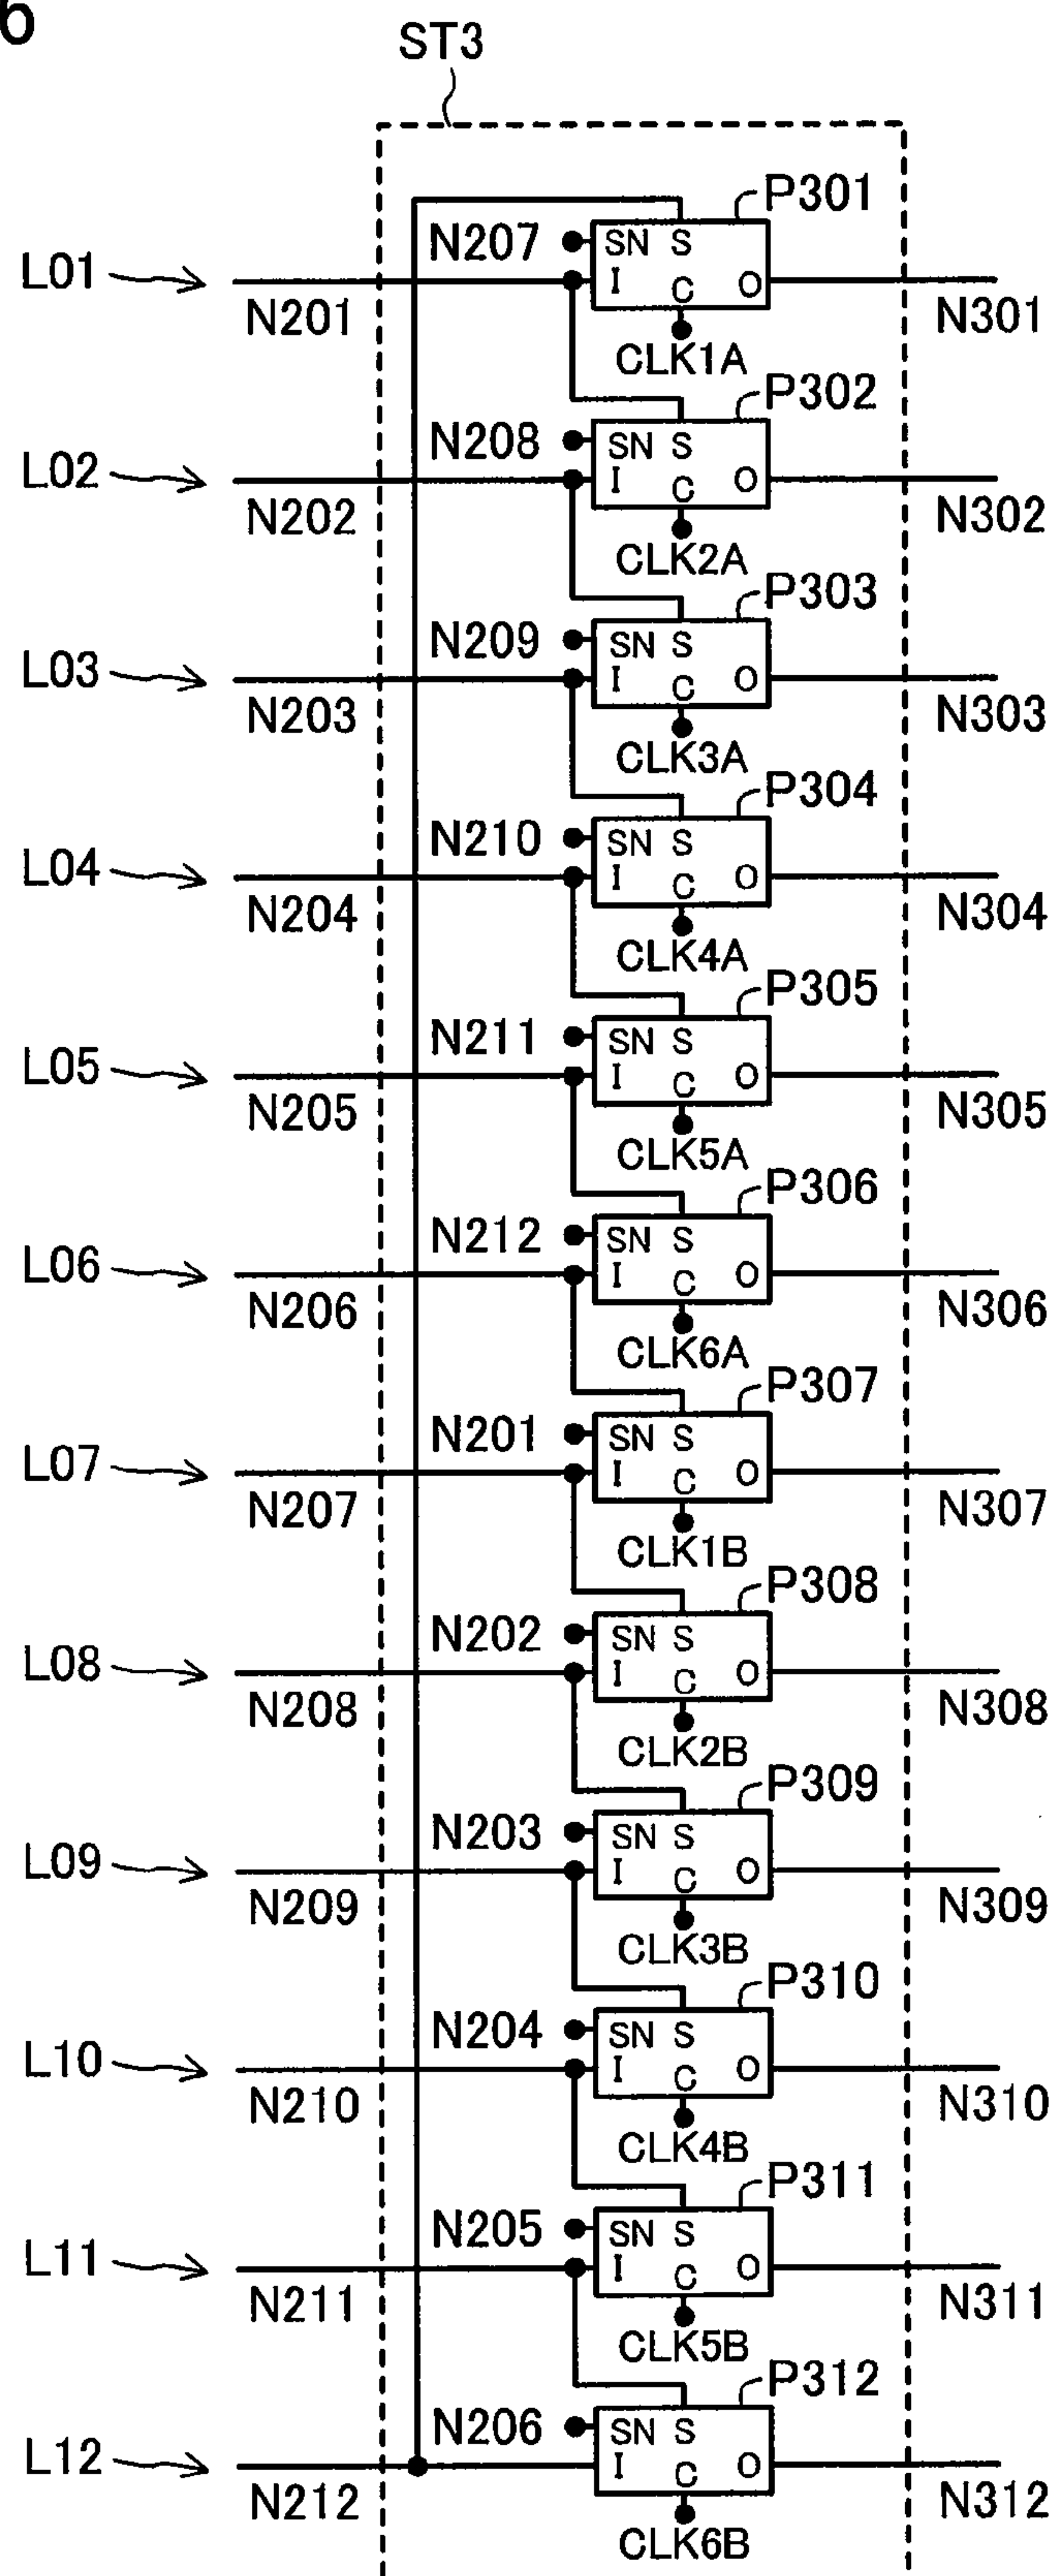 6
ST3
P301
N207 SN S
L01 I C O
N201 N301
CLK1A
P302
N208 SN S
L02 I C O
N202 N302
CLK2A
P303
N209 SN S
L03 I C O
N203 N303
CLK3A
P304
N210 SN S
L04 I C O
N204 N304
CLK4A
P305
N211 SN S
L05 I C O
N205 N305
CLK5A
P306
N212 SN S
L06 I C O
N206 N306
CLK6A
P307
N201 SN S
L07 I C O
N207 N307
CLK1B
P308
N202 SN S
L08 I C O
N208 N308
CLK2B
P309
N203 SN S
L09 I C O
N209 N309
CLK3B
P310
N204 SN S
L10 I C O
N210 N310
CLK4B
P311
N205 SN S
L11 I C O
N211 N311
CLK5B
P312
N206 SN S
L12 I C O
N212 N312
CLK6B